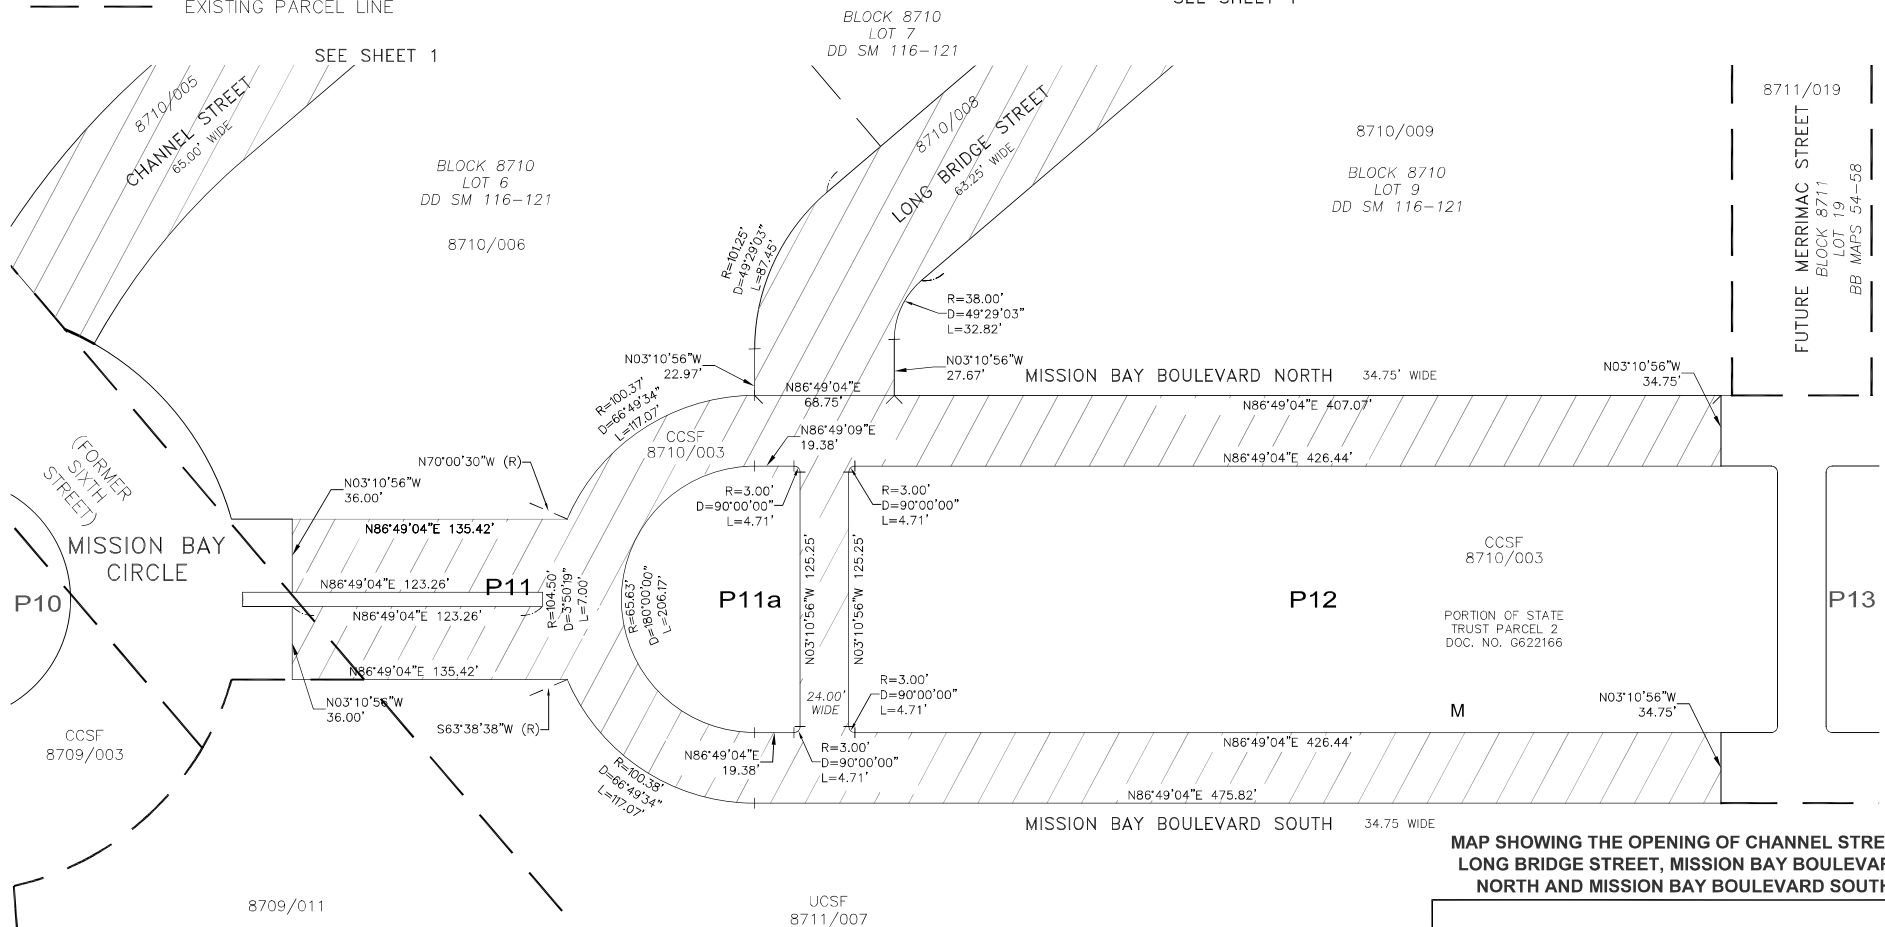 EXISTING PARCEL LINE
SEE SHEET 1
BLOCK 8710
LOT 7
DD SM 116-121
8710/005
CHANNEL STREET
65.00' WIDE
BLOCK 8710
LOT 6
DD SM 116-121
8710/006
8710/008
LONG BRIDGE STREET
63.25' WIDE
8710/009
BLOCK 8710
LOT 9
DD SM 116-121
8711/019
FUTURE MERRIMAC STREET
BLOCK 8711
LOT 19
BB MAPS 54-58
R=101.25'
D=49°29'03"
L=87.45'
R=38.00'
D=49°29'03"
L=32.82'
N03°10'56"W
22.97'
N03°10'56"W
27.67'
MISSION BAY BOULEVARD NORTH 34.75' WIDE
N03°10'56"W
34.75'
N86°49'04"E
68.75'
N86°49'04"E 407.07'
R=100.37'
D=66°49'34"
L=117.07'
CCSF
8710/003
N86°49'09"E
19.38'
N86°49'04"E 426.44'
N70°00'30"W (R)
(FORMER
SIXTH
STREET)
N03°10'56"W
36.00'
R=3.00'
D=90°00'00"
L=4.71'
R=3.00'
D=90°00'00"
L=4.71'
N86°49'04"E 135.42'
MISSION BAY
CIRCLE
CCSF
8710/003
N86°49'04"E 123.26'
P11
N86°49'04"E 123.26'
P10
R=104.50'
D=3°50'19"
L=7.00'
R=65.63'
D=180°00'00"
L=206.17'
P11a
N03°10'56"W 125.25'
N03°10'56"W 125.25'
P12
P13
PORTION OF STATE
TRUST PARCEL 2
DOC. NO. G622166
N86°49'04"E 135.42'
N03°10'56"W
36.00'
S63°38'38"W (R)
24.00'
WIDE
R=3.00'
D=90°00'00"
L=4.71'
M
N03°10'56"W
34.75'
CCSF
8709/003
N86°49'04"E
19.38'
R=3.00'
D=90°00'00"
L=4.71'
N86°49'04"E 426.44'
R=100.38'
D=66°49'34"
L=117.07'
N86°49'04"E 475.82'
MISSION BAY BOULEVARD SOUTH 34.75 WIDE
MAP SHOWING THE OPENING OF CHANNEL STRE
LONG BRIDGE STREET, MISSION BAY BOULEVAR
NORTH AND MISSION BAY BOULEVARD SOUTH
8709/011
UCSF
8711/007